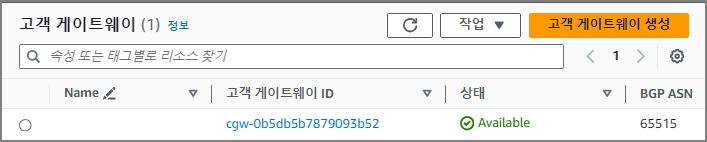 고객 게이트웨이 (1) 정보 작업 고객 게이트웨이 생성
속성 또는 태그별로 리소스 찾기 1
Name 고객 게이트웨이 ID 상태 BGP ASN
cgw-0b5db5b7879093b52 Available 65515